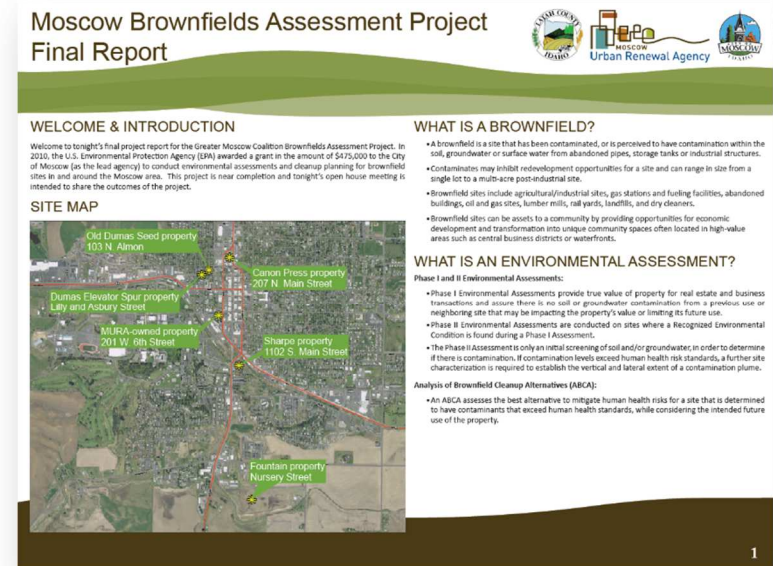 Moscow Brownfields Assessment Project
Final Report
LATAH COUNTY
IDAHO
MOSCOW
Urban Renewal Agency
MOSCOW
IDAHO
WELCOME & INTRODUCTION
Welcome to tonight's final project report for the Greater Moscow Coalition Brownfields Assessment Project. In
2010, the U.S. Environmental Protection Agency (EPA) awarded a grant in the amount of $475,000 to the City
of Moscow (as the lead agency) to conduct environmental assessments and cleanup planning for brownfield
sites in and around the Moscow area. This project is near completion and tonight's open house meeting is
intended to share the outcomes of the project.
SITE MAP
Old Dumas Seed property
103 N. Almon
Canon Press property
207 N. Main Street
Dumas Elevator Spur property
Lilly and Asbury Street
MURA-owned property
201 W. 6th Street
Sharpe property
1102 S. Main Street
Fountain property
Nursery Street
WHAT IS A BROWNFIELD?
•A brownfield is a site that has been contaminated, or is perceived to have contamination within the
soil, groundwater or surface water from abandoned pipes, storage tanks or industrial structures.
•Contaminates may inhibit redevelopment opportunities for a site and can range in size from a
single lot to a multi-acre post-industrial site.
•Brownfield sites include agricultural/industrial sites, gas stations and fueling facilities, abandoned
buildings, oil and gas sites, lumber mills, rail yards, landfills, and dry cleaners.
•Brownfield sites can be assets to a community by providing opportunities for economic
development and transformation into unique community spaces often located in high-value
areas such as central business districts or waterfronts.
WHAT IS AN ENVIRONMENTAL ASSESSMENT?
Phase I and II Environmental Assessments:
•Phase I Environmental Assessments provide true value of property for real estate and business
transactions and assure there is no soil or groundwater contamination from a previous use or
neighboring site that may be impacting the property's value or limiting its future use.
•Phase II Environmental Assessments are conducted on sites where a Recognized Environmental
Condition is found during a Phase I Assessment.
•The Phase II Assessment is only an initial screening of soil and/or groundwater, in order to determine
if there is contamination. If contamination levels exceed human health risk standards, a further site
characterization is required to establish the vertical and lateral extent of a contamination plume.
Analysis of Brownfield Cleanup Alternatives (ABCA):
•An ABCA assesses the best alternative to mitigate human health risks for a site that is determined
to have contaminants that exceed human health standards, while considering the intended future
use of the property.
1